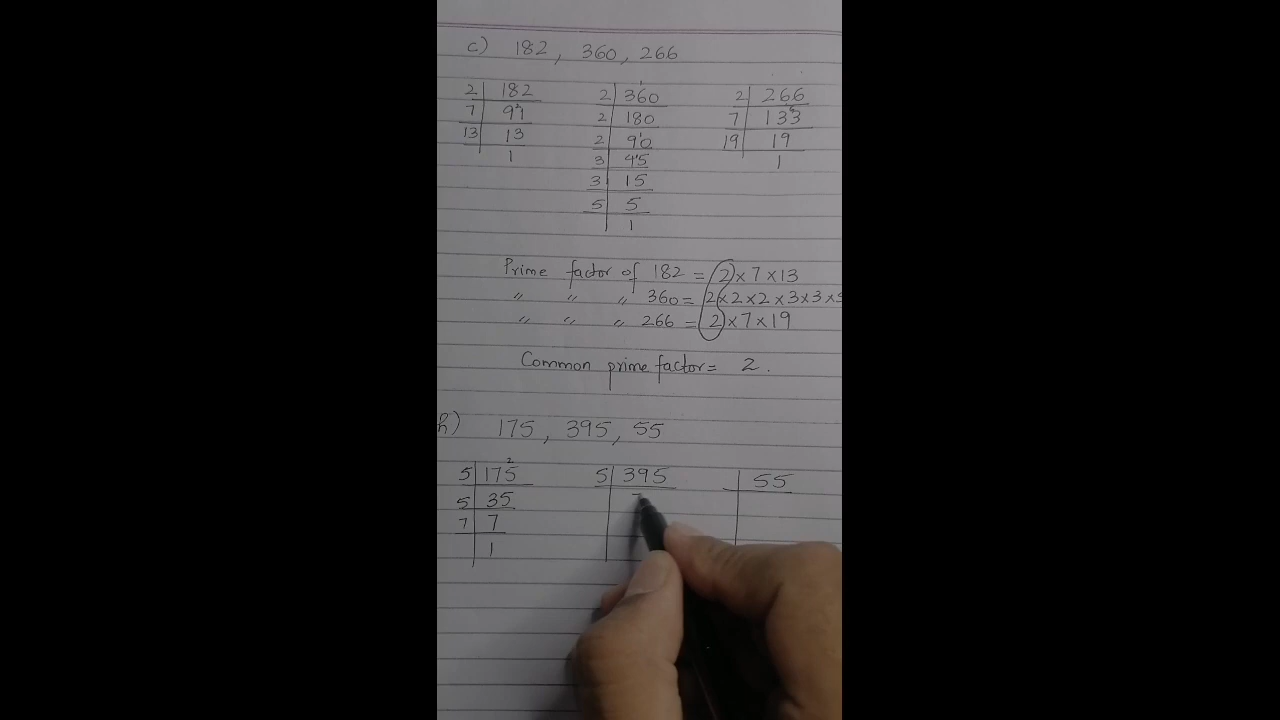 c) 182, 360, 266
2 | 182 2 | 360 2 | 266
7 | 91 2 | 180 7 | 133
13 | 13 2 | 90 19 | 19
1 3 | 45 1
3 | 15
5 | 5
1
Prime factor of 182 = 2 × 7 × 13
〃 〃 〃 360 = 2 × 2 × 2 × 3 × 3 × 5
〃 〃 〃 266 = 2 × 7 × 19
Common prime factor = 2.
h) 175, 395, 55
5 | 175 5 | 395 | 55
5 | 35
7 | 7
1